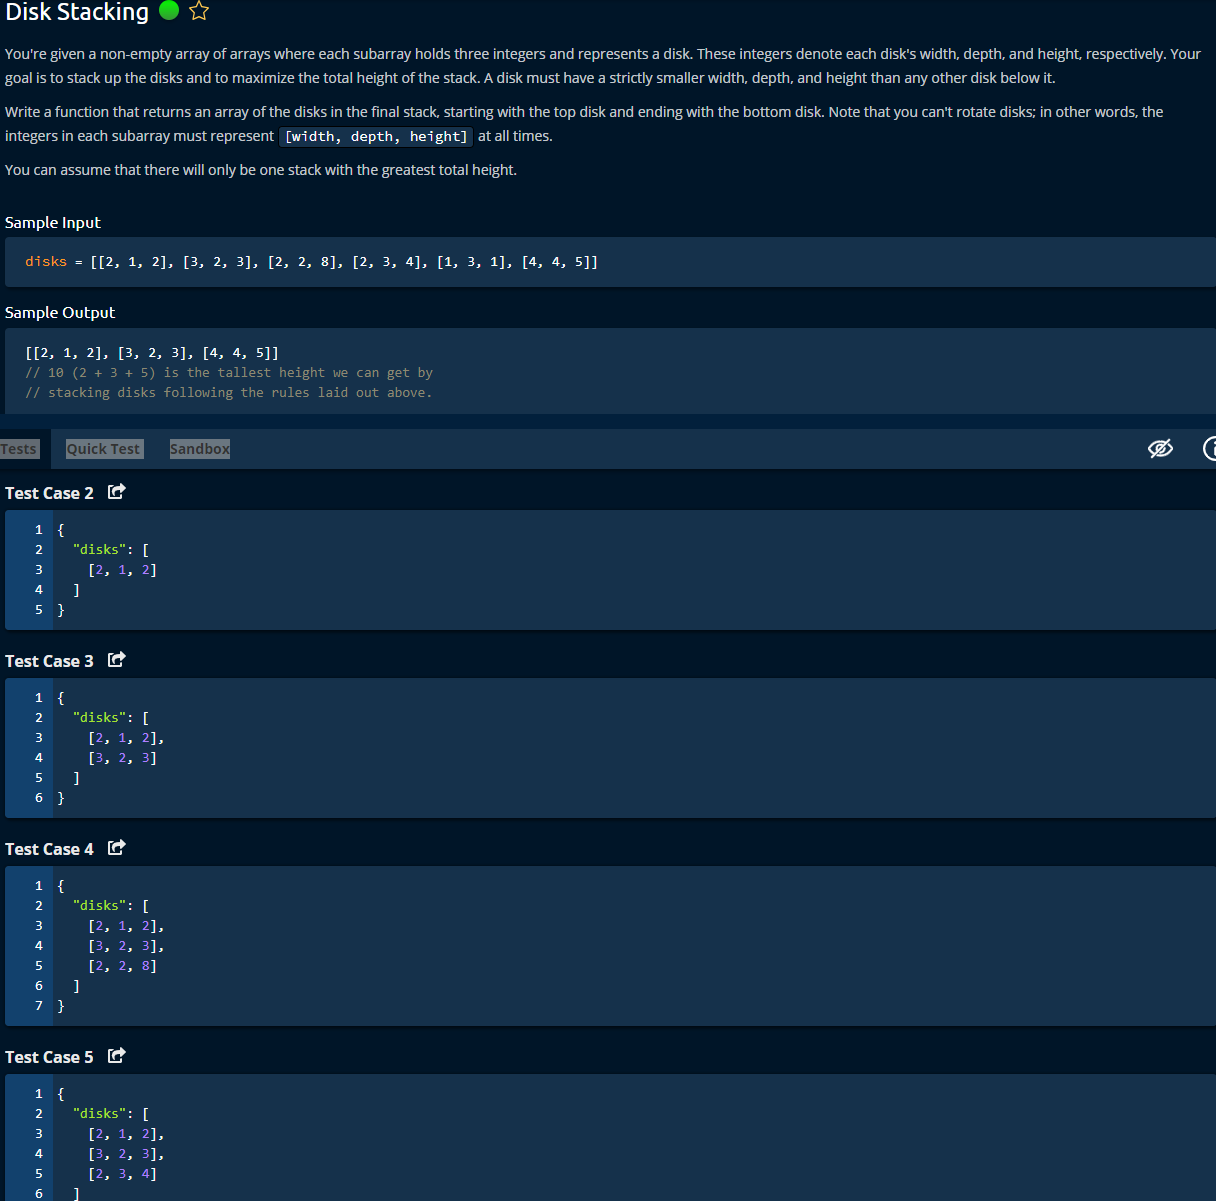 Disk Stacking
You're given a non-empty array of arrays where each subarray holds three integers and represents a disk. These integers denote each disk's width, depth, and height, respectively. Your
goal is to stack up the disks and to maximize the total height of the stack. A disk must have a strictly smaller width, depth, and height than any other disk below it.
Write a function that returns an array of the disks in the final stack, starting with the top disk and ending with the bottom disk. Note that you can't rotate disks; in other words, the
integers in each subarray must represent [width, depth, height] at all times.
You can assume that there will only be one stack with the greatest total height.
Sample Input
disks = [[2, 1, 2], [3, 2, 3], [2, 2, 8], [2, 3, 4], [1, 3, 1], [4, 4, 5]]
Sample Output
[[2, 1, 2], [3, 2, 3], [4, 4, 5]]
// 10 (2 + 3 + 5) is the tallest height we can get by
// stacking disks following the rules laid out above.
Tests Quick Test Sandbox
Test Case 2
1 {
2 "disks": [
3 [2, 1, 2]
4 ]
5 }
Test Case 3
1 {
2 "disks": [
3 [2, 1, 2],
4 [3, 2, 3]
5 ]
6 }
Test Case 4
1 {
2 "disks": [
3 [2, 1, 2],
4 [3, 2, 3],
5 [2, 2, 8]
6 ]
7 }
Test Case 5
1 {
2 "disks": [
3 [2, 1, 2],
4 [3, 2, 3],
5 [2, 3, 4]
6 ]